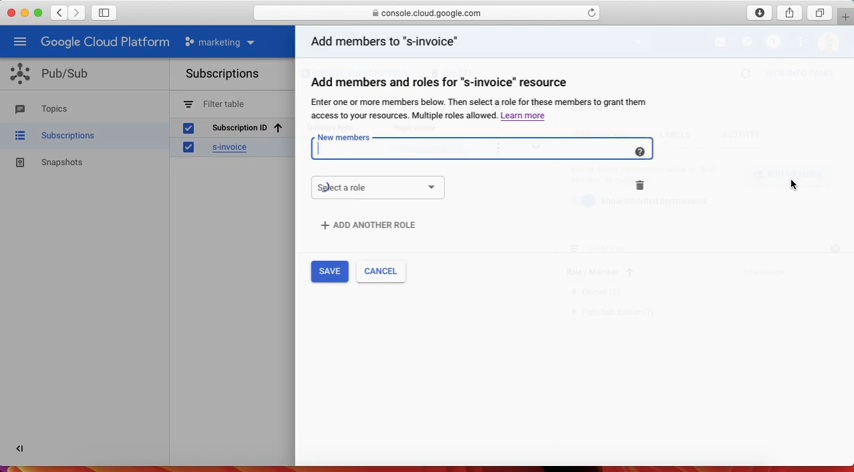 console.cloud.google.com
Google Cloud Platform
marketing
Add members to "s-invoice"
Pub/Sub
Subscriptions
Add members and roles for "s-invoice" resource
Enter one or more members below. Then select a role for these members to grant them
access to your resources. Multiple roles allowed. Learn more
Topics
Filter table
Subscriptions
Subscription ID
New members
Snapshots
s-invoice
Select a role
ADD ANOTHER ROLE
SAVE
CANCEL
LABELS
ACTIVITY